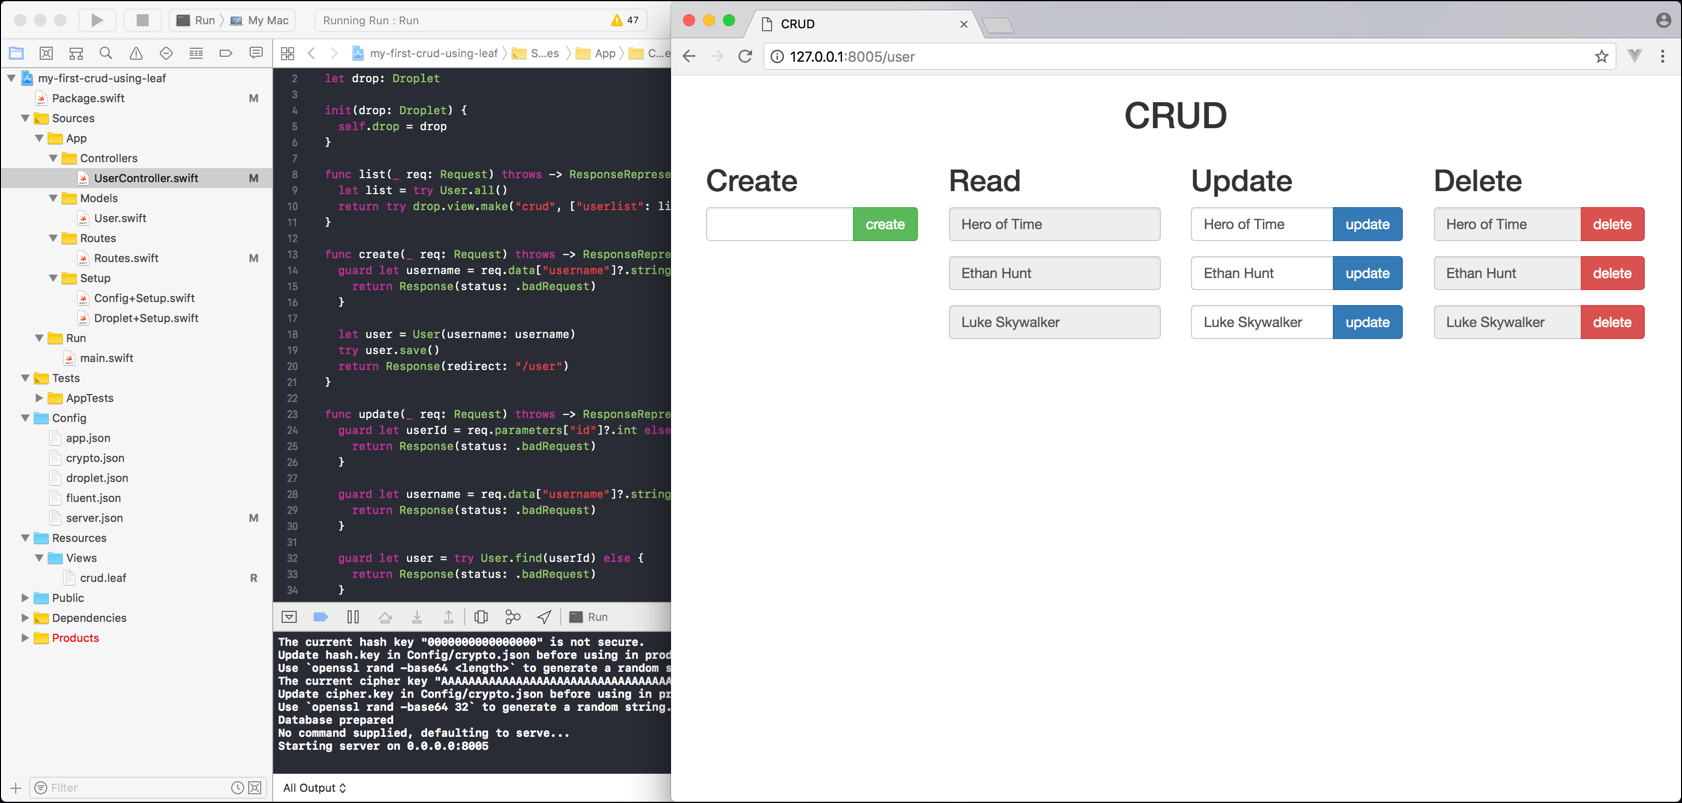 Run
My Mac
Running Run : Run
47
my-first-crud-using-leaf
S...es
App
C...e
my-first-crud-using-leaf
Package.swift M
Sources
App
Controllers
UserController.swift M
Models
User.swift
Routes
Routes.swift M
Setup
Config+Setup.swift
Droplet+Setup.swift
Run
main.swift
Tests
AppTests
Config
app.json
crypto.json
droplet.json
fluent.json
server.json M
Resources
Views
crud.leaf R
Public
Dependencies
Products
Filter
2 let drop: Droplet
3
4 init(drop: Droplet) {
5 self.drop = drop
6 }
7
8 func list(_ req: Request) throws -> ResponseReprese
9 let list = try User.all()
10 return try drop.view.make("crud", ["userlist": li
11 }
12
13 func create(_ req: Request) throws -> ResponseRepre
14 guard let username = req.data["username"]?.string
15 return Response(status: .badRequest)
16 }
17
18 let user = User(username: username)
19 try user.save()
20 return Response(redirect: "/user")
21 }
22
23 func update(_ req: Request) throws -> ResponseRepre
24 guard let userId = req.parameters["id"]?.int else
25 return Response(status: .badRequest)
26 }
27
28 guard let username = req.data["username"]?.string
29 return Response(status: .badRequest)
30 }
31
32 guard let user = try User.find(userId) else {
33 return Response(status: .badRequest)
34 }
Run
The current hash key "0000000000000000" is not secure.
Update hash.key in Config/crypto.json before using in prod
Use `openssl rand -base64 <length>` to generate a random s
The current cipher key "AAAAAAAAAAAAAAAAAAAAAAAAAAAAAAAAAA
Update cipher.key in Config/crypto.json before using in pr
Use `openssl rand -base64 32` to generate a random string.
Database prepared
No command supplied, defaulting to serve...
Starting server on 0.0.0.0:8005
All Output
CRUD
127.0.0.1:8005/user
CRUD
Create Read Update Delete
create Hero of Time Hero of Time update Hero of Time delete
Ethan Hunt Ethan Hunt update Ethan Hunt delete
Luke Skywalker Luke Skywalker update Luke Skywalker delete